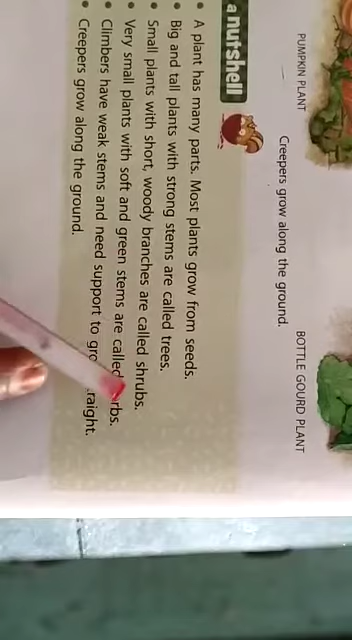 PUMPKIN PLANT
BOTTLE GOURD PLANT
Creepers grow along the ground.
a nutshell
• A plant has many parts. Most plants grow from seeds.
• Big and tall plants with strong stems are called trees.
• Small plants with short, woody branches are called shrubs.
• Very small plants with soft and green stems are called rbs.
• Climbers have weak stems and need support to gro traight.
• Creepers grow along the ground.